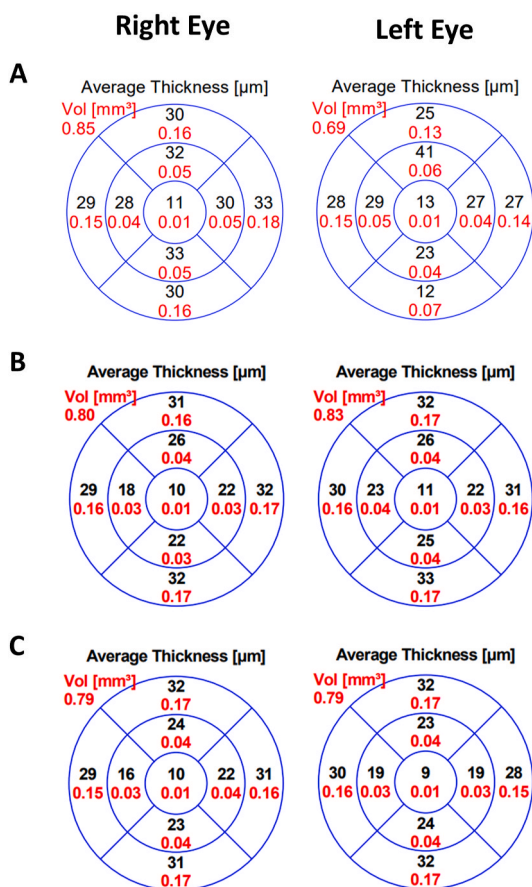 Right Eye Left Eye
A
Average Thickness [µm] Average Thickness [µm]
Vol [mm³] 30 Vol [mm³] 25
0.85 0.16 0.69 0.13
32 41
0.05 0.06
29 28 11 30 33 28 29 13 27 27
0.15 0.04 0.01 0.05 0.18 0.15 0.05 0.01 0.04 0.14
33 23
0.05 0.04
30 12
0.16 0.07
B
Average Thickness [µm] Average Thickness [µm]
Vol [mm³] 31 Vol [mm³] 32
0.80 0.16 0.83 0.17
26 26
0.04 0.04
29 18 10 22 32 30 23 11 22 31
0.16 0.03 0.01 0.03 0.17 0.16 0.04 0.01 0.03 0.16
22 25
0.03 0.04
32 33
0.17 0.17
C
Average Thickness [µm] Average Thickness [µm]
Vol [mm³] 32 Vol [mm³] 32
0.79 0.17 0.79 0.17
24 23
0.04 0.04
29 16 10 22 31 30 19 9 19 28
0.15 0.03 0.01 0.04 0.16 0.16 0.03 0.01 0.03 0.15
23 24
0.04 0.04
31 32
0.17 0.17